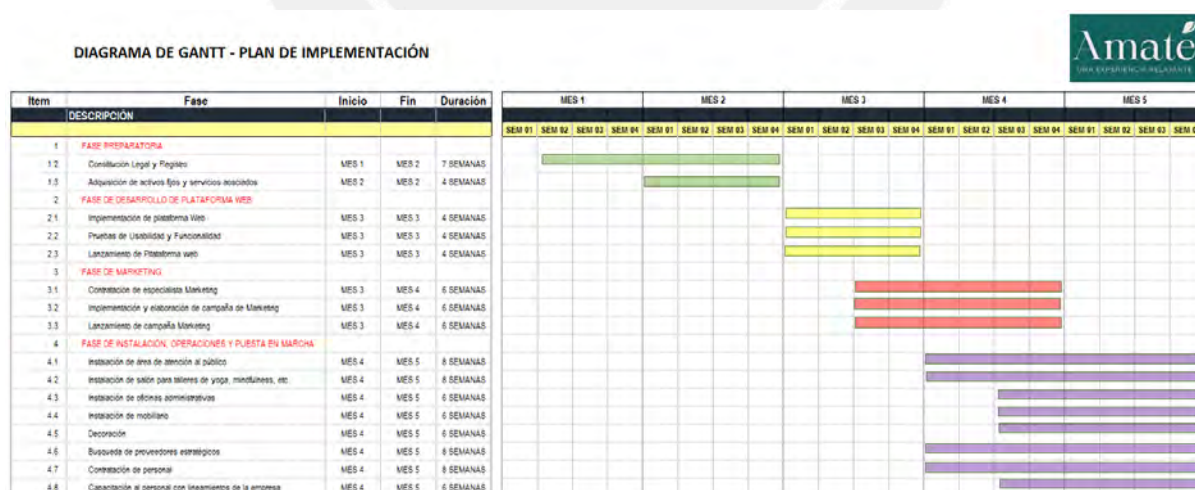 Amaté
UNA EXPERIENCIA RELAJANTE
DIAGRAMA DE GANTT - PLAN DE IMPLEMENTACIÓN
Item Fase Inicio Fin Duración MES 1 MES 2 MES 3 MES 4 MES 5
DESCRIPCIÓN
SEM 01 SEM 02 SEM 03 SEM 04 SEM 01 SEM 02 SEM 03 SEM 04 SEM 01 SEM 02 SEM 03 SEM 04 SEM 01 SEM 02 SEM 03 SEM 04 SEM 01 SEM 02 SEM 03 SEM
1 FASE PREPARATORIA
1.2 Constitución Legal y Registro MES 1 MES 2 7 SEMANAS
1.3 Adquisición de activos fijos y servicios asociados MES 2 MES 2 4 SEMANAS
2 FASE DE DESARROLLO DE PLATAFORMA WEB
2.1 Implementación de plataforma Web MES 3 MES 3 4 SEMANAS
2.2 Pruebas de Usabilidad y Funcionalidad MES 3 MES 3 4 SEMANAS
2.3 Lanzamiento de Plataforma web MES 3 MES 3 4 SEMANAS
3 FASE DE MARKETING
3.1 Contratación de especialista Marketing MES 3 MES 4 6 SEMANAS
3.2 Implementación y elaboración de campaña de Marketing MES 3 MES 4 6 SEMANAS
3.3 Lanzamiento de campaña Marketing MES 3 MES 4 6 SEMANAS
4 FASE DE INSTALACIÓN, OPERACIONES Y PUESTA EN MARCHA
4.1 Instalación de área de atención al público MES 4 MES 5 8 SEMANAS
4.2 Instalación de salón para talleres de yoga, mindfulness, etc MES 4 MES 5 8 SEMANAS
4.3 Instalación de oficinas administrativas MES 4 MES 5 6 SEMANAS
4.4 Instalación de mobiliario MES 4 MES 5 6 SEMANAS
4.5 Decoración MES 4 MES 5 6 SEMANAS
4.6 Busqueda de proveedores estratégicos MES 4 MES 5 8 SEMANAS
4.7 Contratación de personal MES 4 MES 5 8 SEMANAS
4.8 Capacitación al personal con lineamientos de la empresa MES 4 MES 5 6 SEMANAS